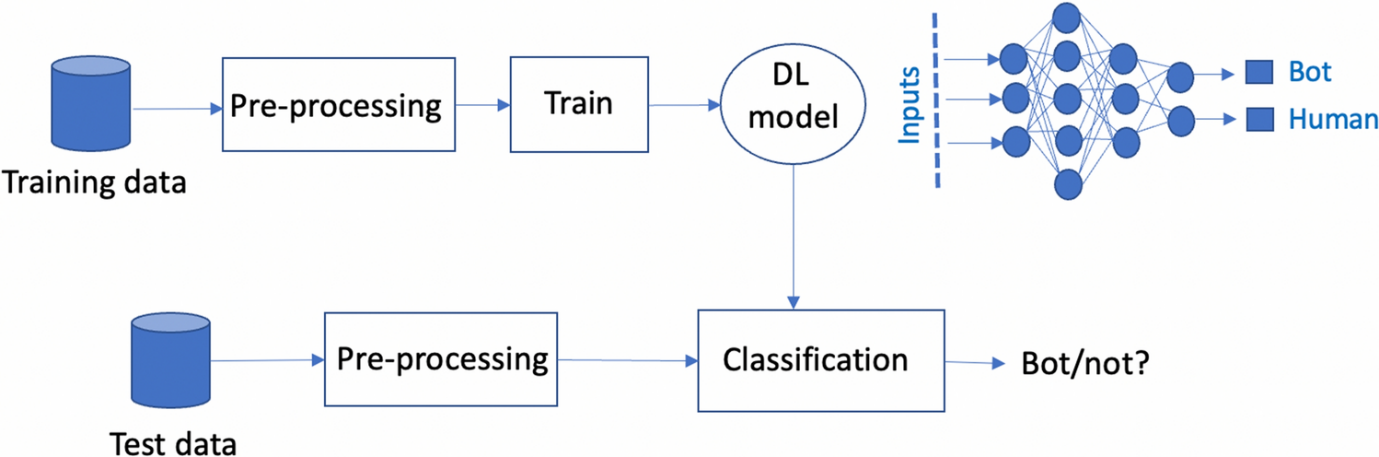 Training data
Pre-processing
Train
DL
model
Inputs
Bot
Human
Test data
Pre-processing
Classification
Bot/not?